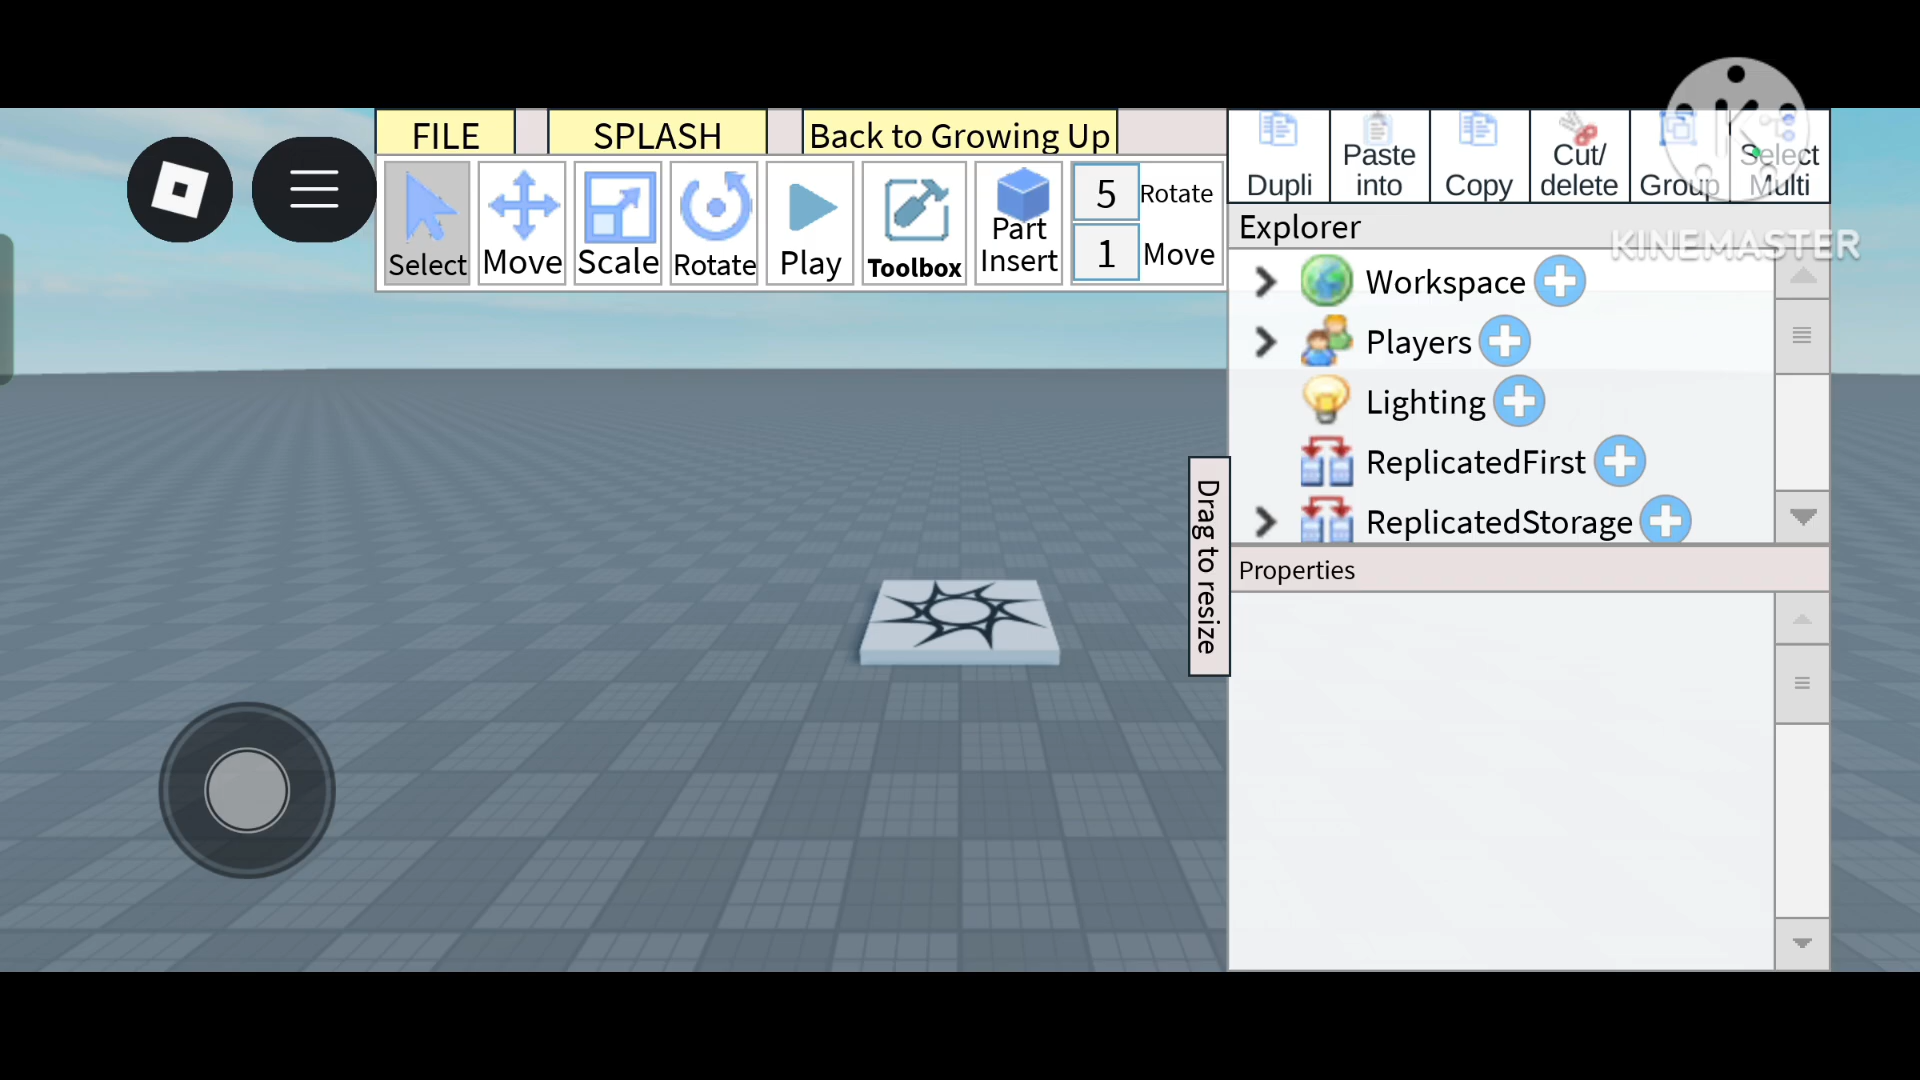 FILE
SPLASH
Back to Growing Up
Select
Move
Scale
Rotate
Play
Toolbox
Part
Insert
5 Rotate
1 Move
Dupli
Paste
into
Copy
Cut/
delete
Group
Select
Multi
KINEMASTER
Explorer
Workspace
Players
Lighting
ReplicatedFirst
ReplicatedStorage
Drag to resize
Properties